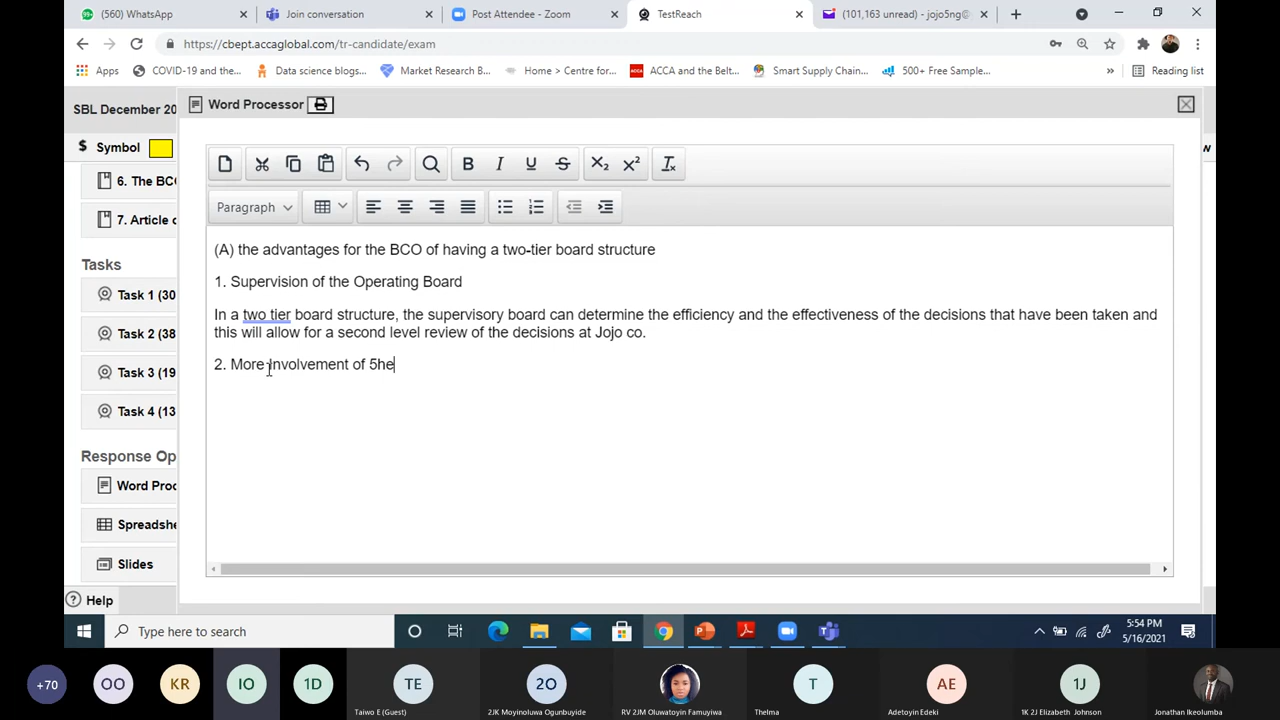 (560) WhatsApp
Join conversation
Post Attendee - Zoom
TestReach
(101,163 unread) - jojo5ng@
https://cbept.accaglobal.com/tr-candidate/exam
Apps
COVID-19 and the...
Data science blogs...
Market Research B...
Home > Centre for...
ACCA and the Belt...
Smart Supply Chain...
500+ Free Sample...
»
Reading list
SBL December 20
Word Processor
$ Symbol
w
6. The BCO
7. Article o
Paragraph
Tasks
Task 1 (30
Task 2 (38
Task 3 (19
Task 4 (13
Response Op
Word Proc
Spreadshe
Slides
Help
(A) the advantages for the BCO of having a two-tier board structure
1. Supervision of the Operating Board
In a two tier board structure, the supervisory board can determine the efficiency and the effectiveness of the decisions that have been taken and
this will allow for a second level review of the decisions at Jojo co.
2. More involvement of 5he
Type here to search
5:54 PM
5/16/2021
+70
OO
KR
IO
1D
TE
2O
T
AE
1J
Taiwo E (Guest)
2JK Moyinoluwa Ogunbuyide
RV 2JM Oluwatoyin Famuyiwa
Thelma
Adetoyin Edeki
1K 2J Elizabeth Johnson
Jonathan Ikeolumba